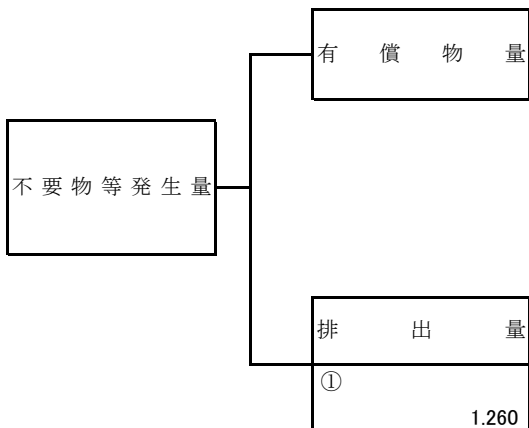 有償物量
不要物等発生量
排出量
①
1.260